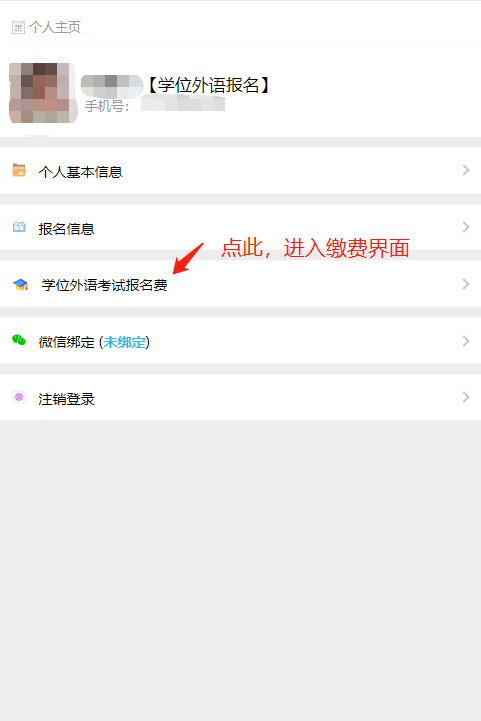 个人主页
【学位外语报名】
手机号:
个人基本信息
报名信息
点此，进入缴费界面
学位外语考试报名费
微信绑定 (未绑定)
注销登录